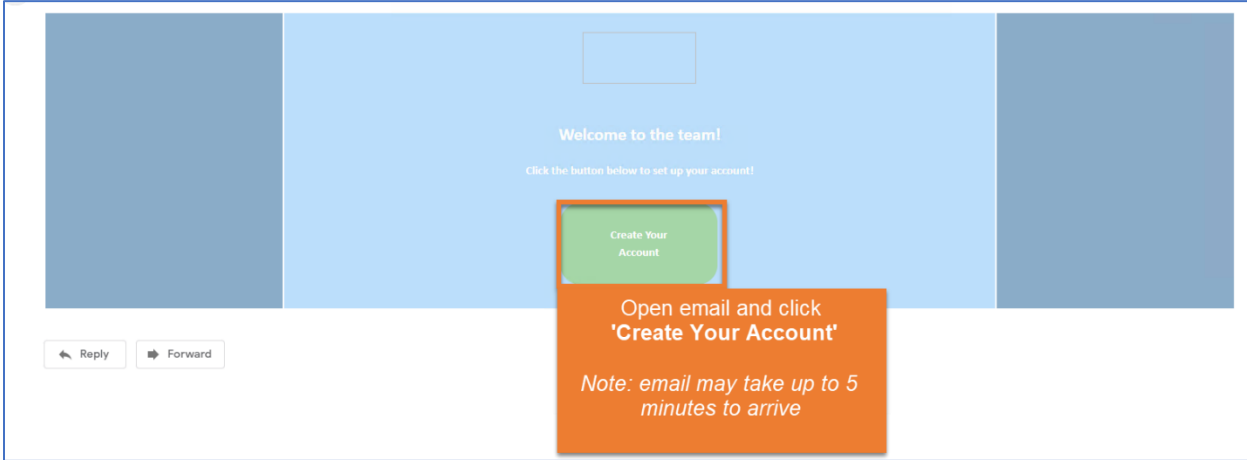 Welcome to the team!
Click the button below to set up your account!
Create Your
Account
Open email and click
'Create Your Account'
Note: email may take up to 5
minutes to arrive
Reply
Forward